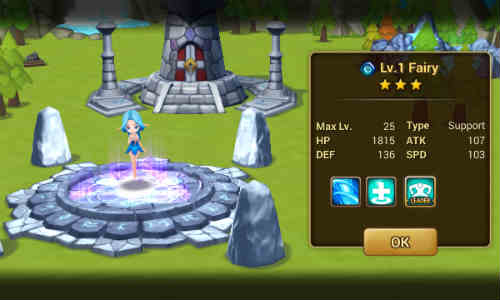 Lv.1 Fairy
Max Lv. 25 Type Support
HP 1815 ATK 107
DEF 136 SPD 103
LEADER
OK